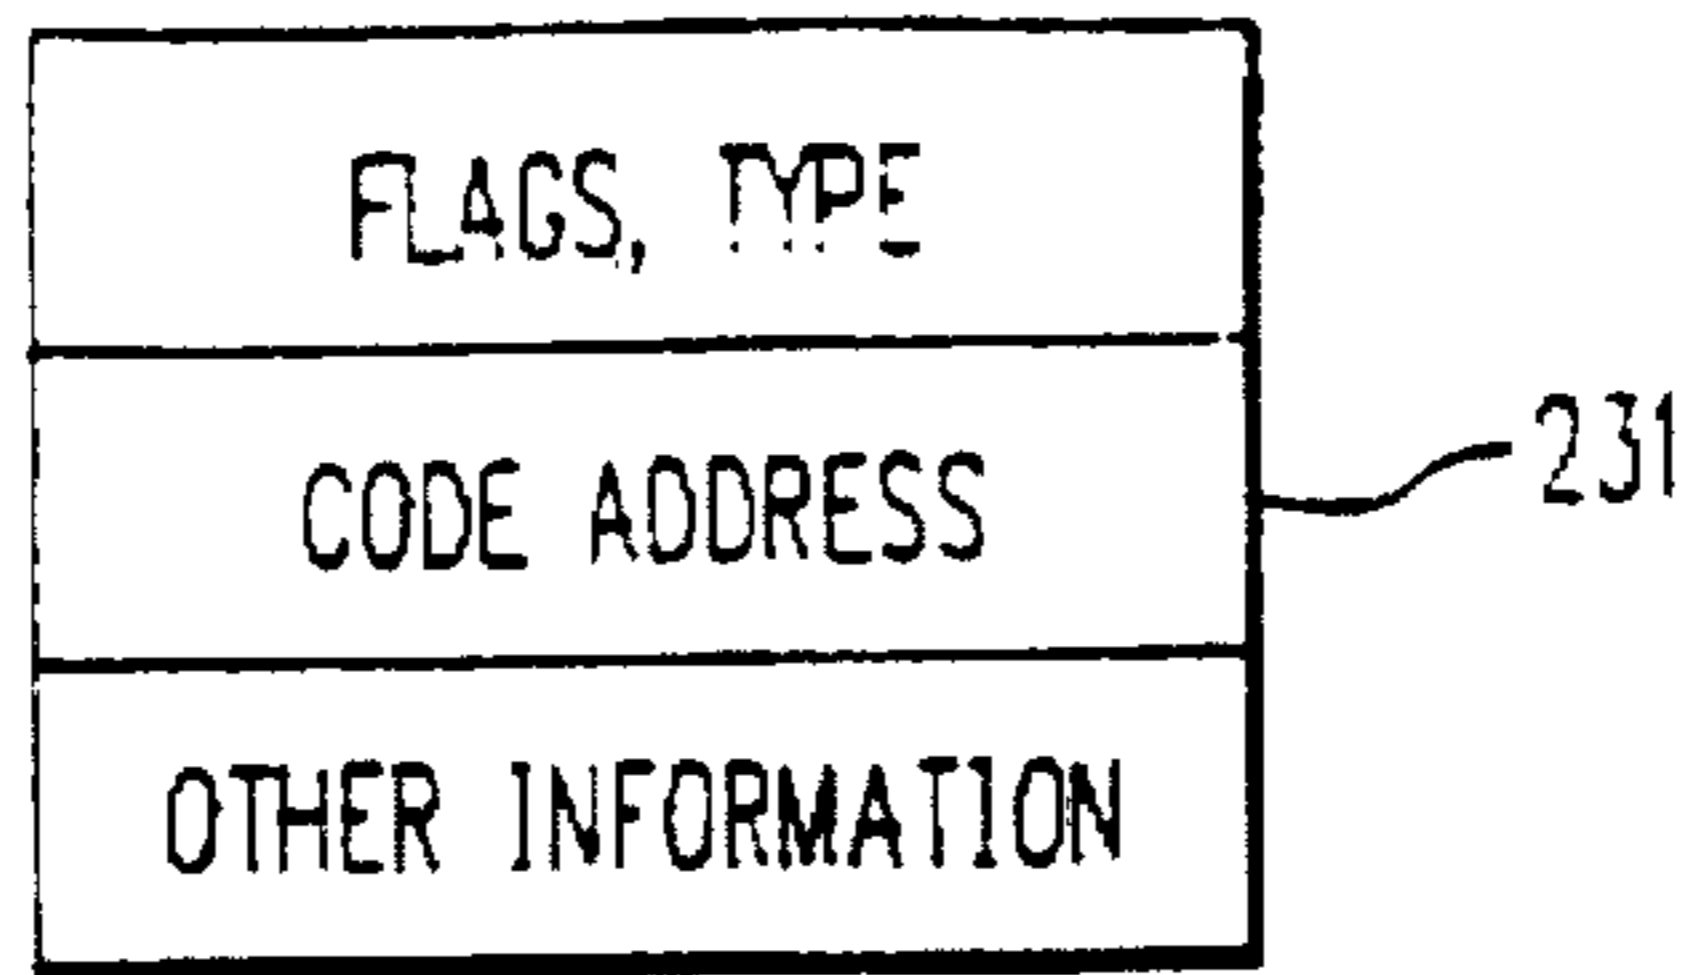 FLAGS, TYPE
CODE ADDRESS
231
OTHER INFORMATION